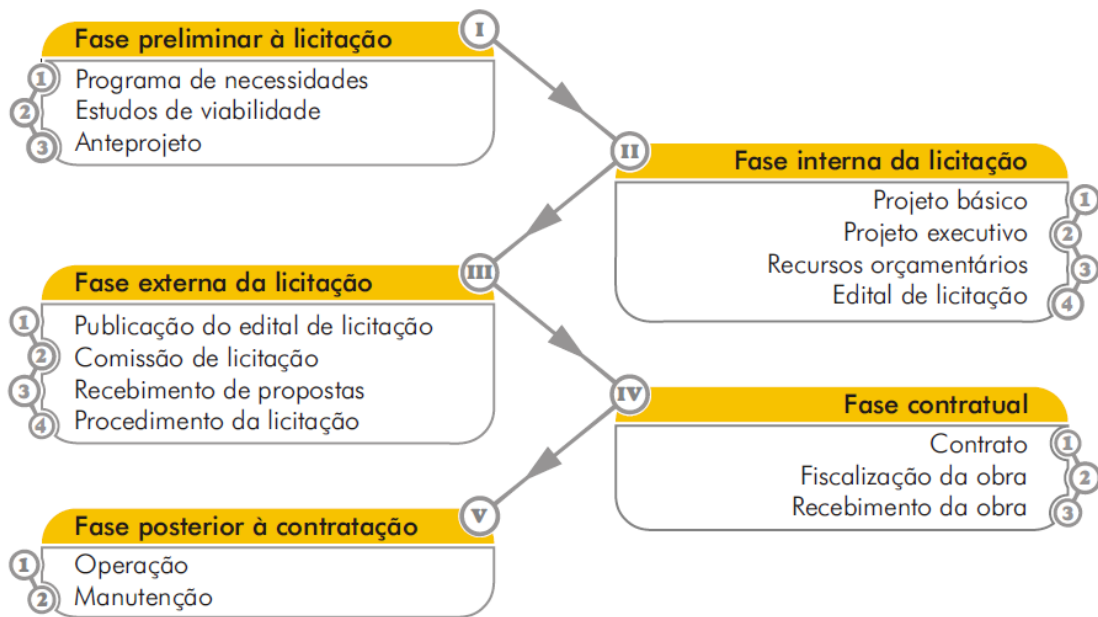 Fase preliminar à licitação
I
1 Programa de necessidades
2 Estudos de viabilidade
3 Anteprojeto
II
Fase interna da licitação
Projeto básico 1
Projeto executivo 2
Recursos orçamentários 3
Edital de licitação 4
Fase externa da licitação
III
1 Publicação do edital de licitação
2 Comissão de licitação
3 Recebimento de propostas
4 Procedimento da licitação
IV
Fase contratual
Contrato 1
Fiscalização da obra 2
Recebimento da obra 3
Fase posterior à contratação
V
1 Operação
2 Manutenção